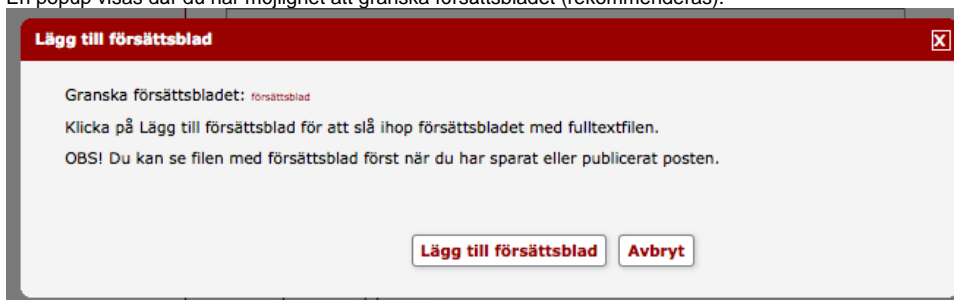 En popup visas där du har möjlighet att granska försättsbladet (rekommenderas).
Lägg till försättsblad X
Granska försättsbladet: försättsblad
Klicka på Lägg till försättsblad för att slå ihop försättsbladet med fulltextfilen.
OBS! Du kan se filen med försättsblad först när du har sparat eller publicerat posten.
Lägg till försättsblad Avbryt